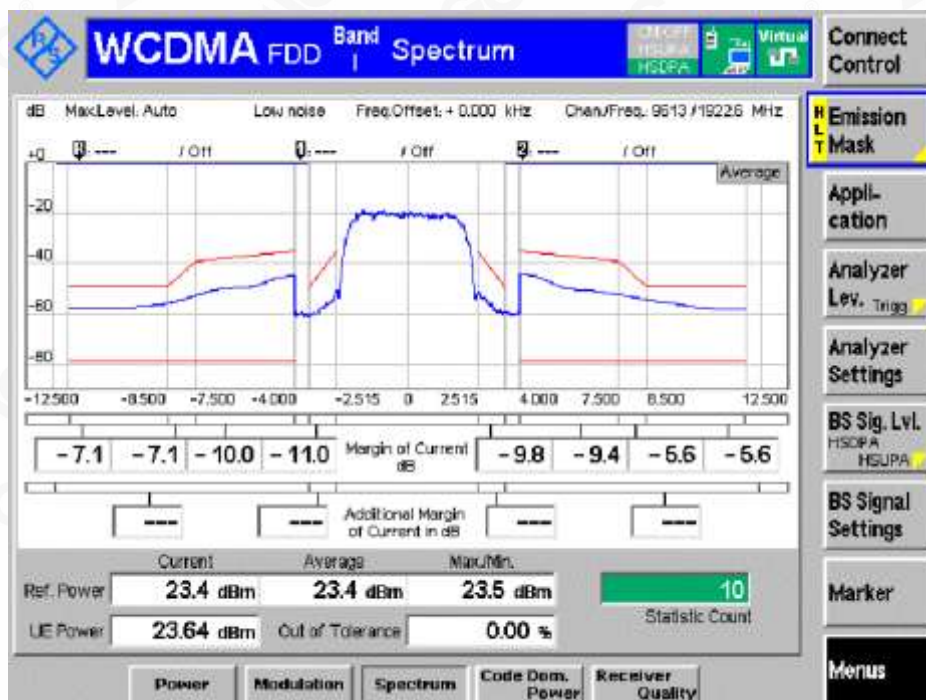 R S
WCDMA FDD Band I Spectrum
HSUPA
HSDPA
Virtual
Connect Control
dB Max.Level: Auto Low noise Freq.Offset: + 0.000 kHz Chan./Freq.: 9613 / 1922.6 MHz
HLT
Emission Mask
+0 --- / Off --- / Off 2: --- / Off
Average
Appli- cation
-20
-40
-60
-80
Analyzer Lev. Trigg
Analyzer Settings
-12.500 -8.500 -7.500 -4.000 -2.515 0 2.515 4.000 7.500 8.500 12.500
BS Sig. Lvl. HSDPA HSUPA
-7.1 -7.1 -10.0 -11.0 Margin of Current dB -9.8 -9.4 -5.6 -5.6
--- --- Additional Margin of Current in dB --- ---
BS Signal Settings
Current Average Max./Min.
Ref. Power 23.4 dBm 23.4 dBm 23.5 dBm 10
Statistic Count
Marker
UE Power 23.64 dBm Out of Tolerance 0.00 %
Power Modulation Spectrum Code Dom. Power Receiver Quality
Menus